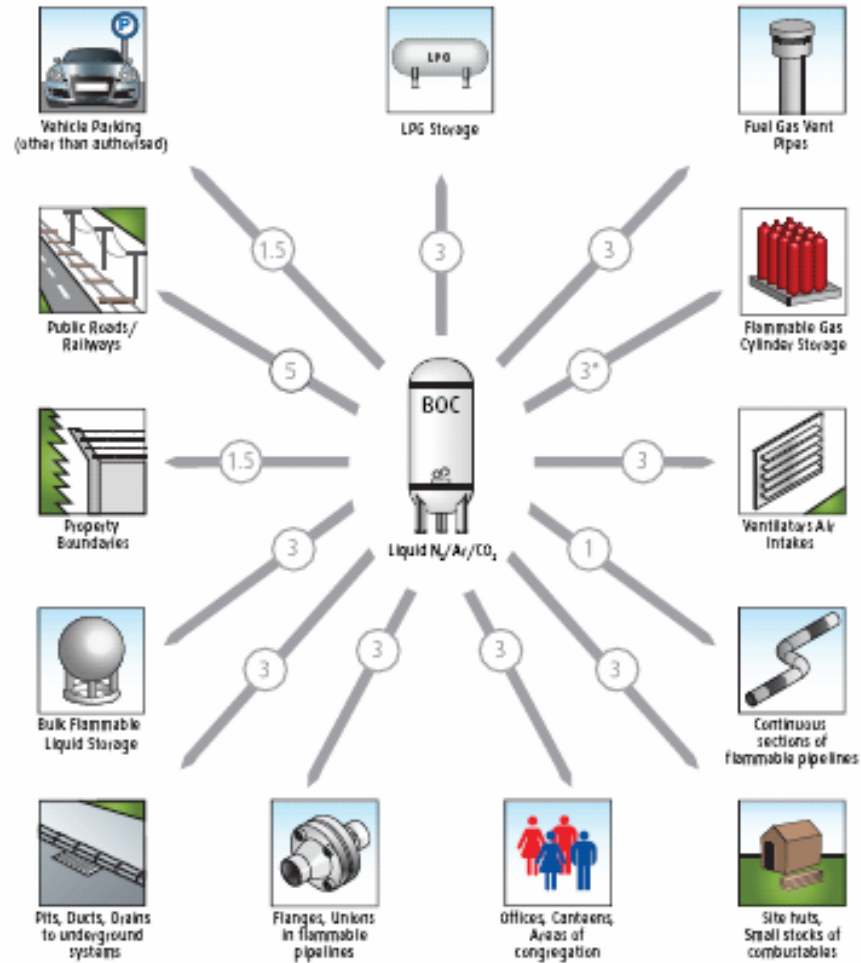 P
LPG
Vehicle Parking
(other than authorised)
LPG Storage
Fuel Gas Vent
Pipes
1.5
3
3
Public Roads/
Railways
Flammable Gas
Cylinder Storage
5
3*
BOC
1.5
3
Property
Boundaries
Ventilators Air
Intakes
Liquid N₂/Ar/CO₂
3
1
3
3
3
3
Bulk Flammable
Liquid Storage
Continuous
sections of
flammable pipelines
Pits, Ducts, Drains
to underground
systems
Flanges, Unions
in flammable
pipelines
Offices, Canteens,
Areas of
congregation
Site huts,
Small stocks of
combustables